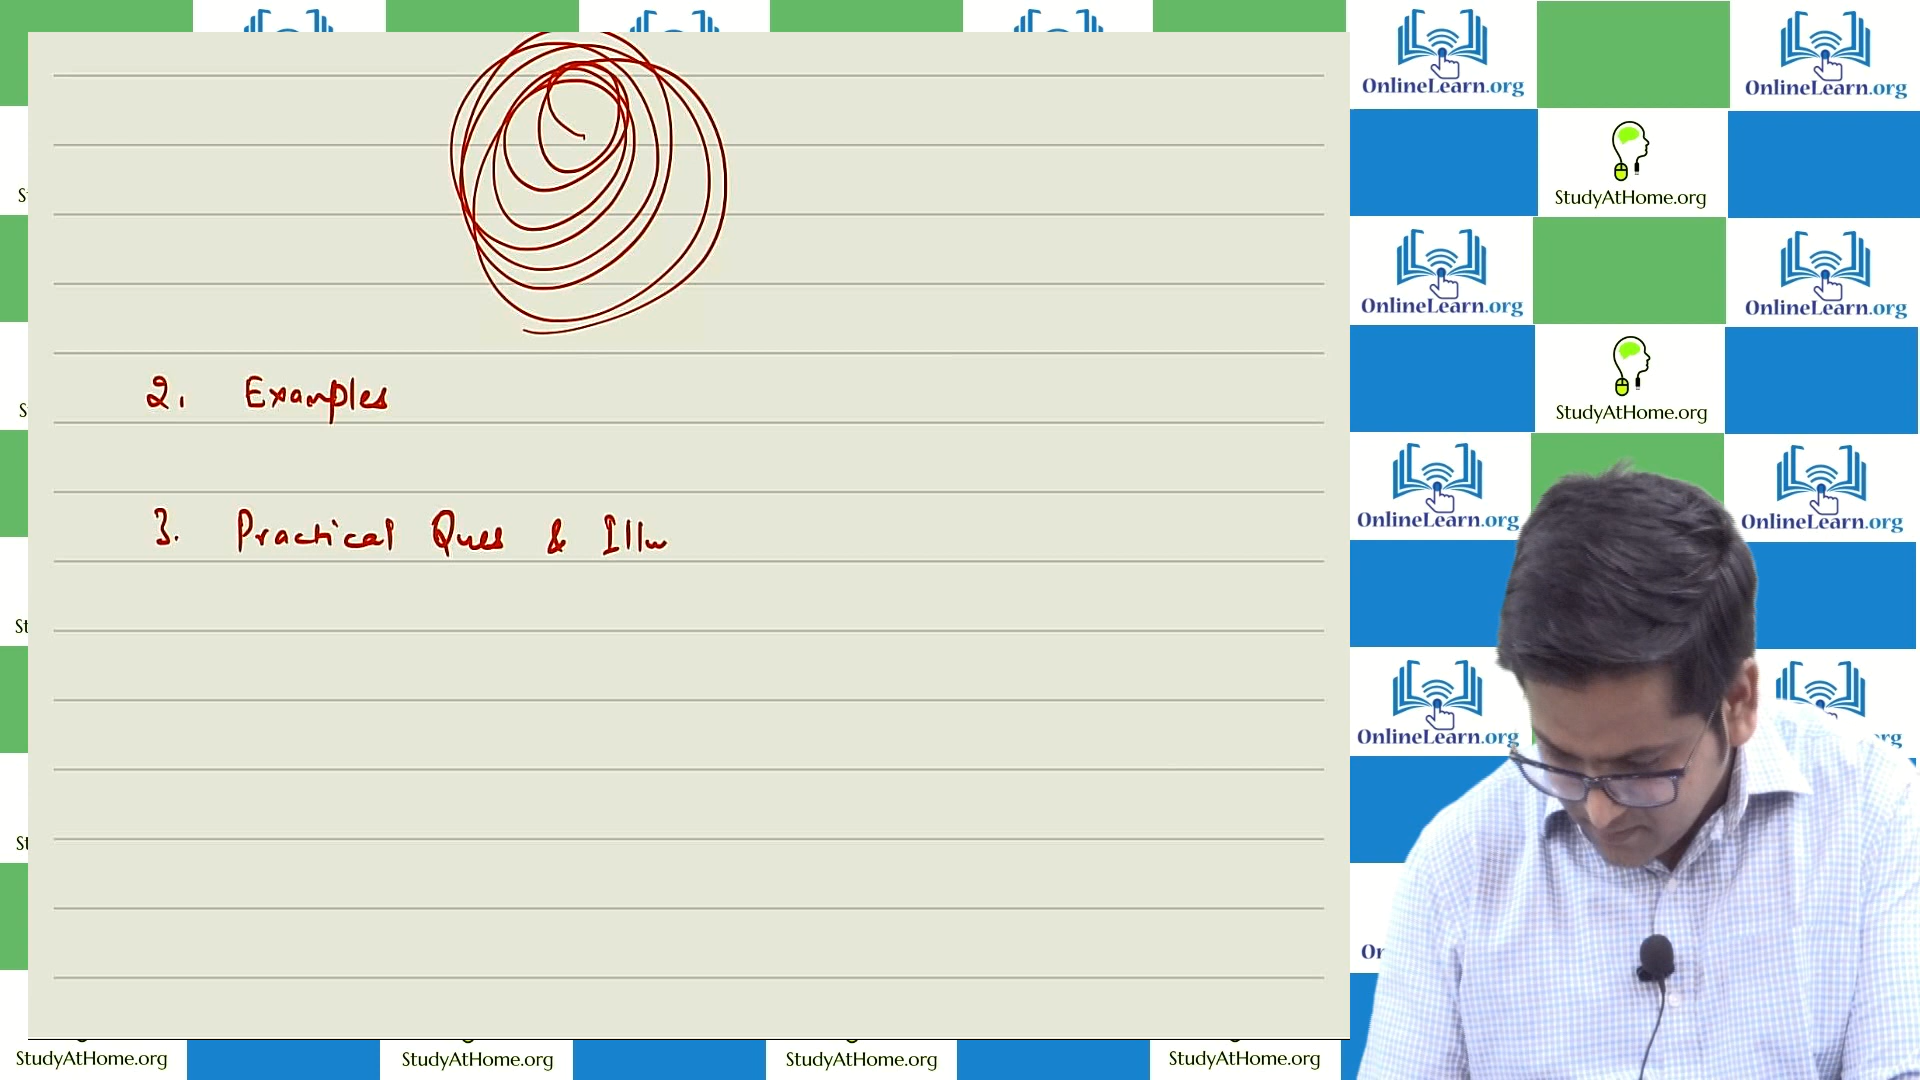 OnlineLearn.org OnlineLearn.org
StudyAtHome.org
OnlineLearn.org OnlineLearn.org
2. Examples
StudyAtHome.org
3. Practical Ques & Illu
OnlineLearn.org OnlineLearn.org
OnlineLearn.org
StudyAtHome.org StudyAtHome.org StudyAtHome.org StudyAtHome.org